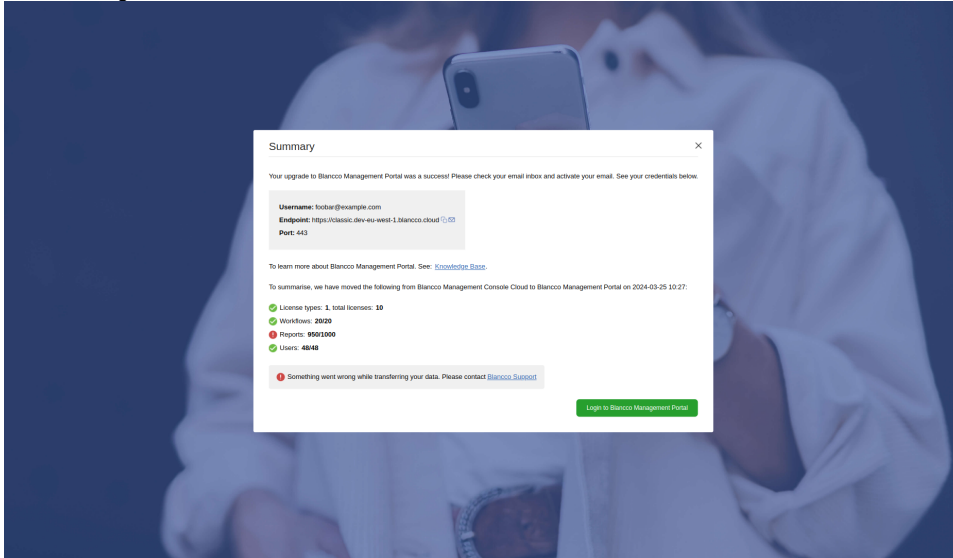 Summary
Your upgrade to Blancco Management Portal was a success! Please check your email inbox and activate your email. See your credentials below.
Username: foobar@example.com
Endpoint: https://classic.dev-eu-west-1.blancco.cloud
Port: 443
To learn more about Blancco Management Portal. See: Knowledge Base.
To summarise, we have moved the following from Blancco Management Console Cloud to Blancco Management Portal on 2024-03-25 10:27:
License types: 1, total licenses: 10
Workflows: 20/20
Reports: 950/1000
Users: 48/48
Something went wrong while transferring your data. Please contact Blancco Support
Login to Blancco Management Portal